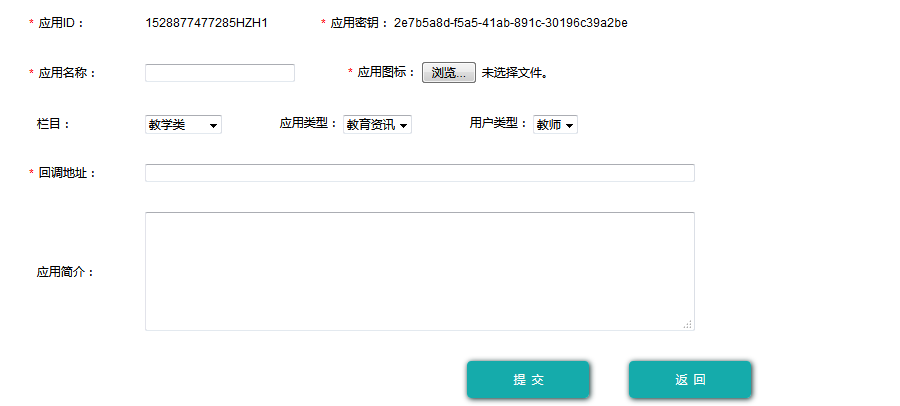 * 应用ID： 1528877477285HZH1 * 应用密钥： 2e7b5a8d-f5a5-41ab-891c-30196c39a2be
* 应用名称： * 应用图标： 浏览... 未选择文件。
栏目： 教学类 应用类型： 教育资讯 用户类型： 教师
* 回调地址：
应用简介：
提 交 返 回